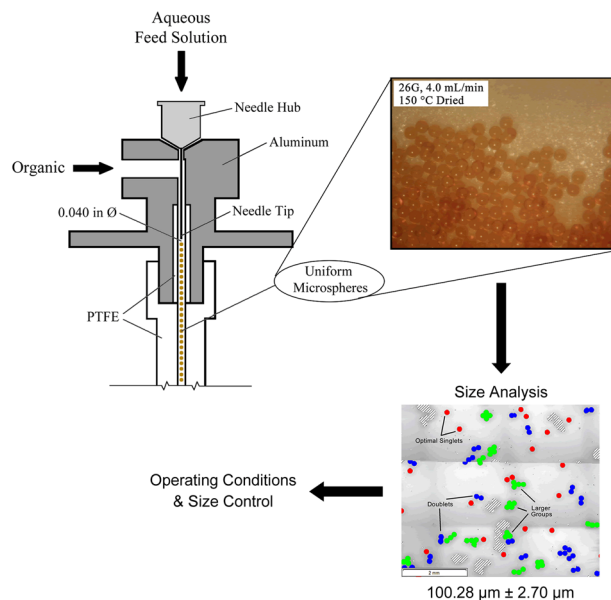 Aqueous
Feed Solution
Needle Hub
Aluminum
Organic
0.040 in Ø
Needle Tip
Uniform
Microspheres
PTFE
26G, 4.0 mL/min
150 °C Dried
Size Analysis
Optimal Singlets
Doublets
Larger
Groups
2 mm
100.28 µm ± 2.70 µm
Operating Conditions
& Size Control